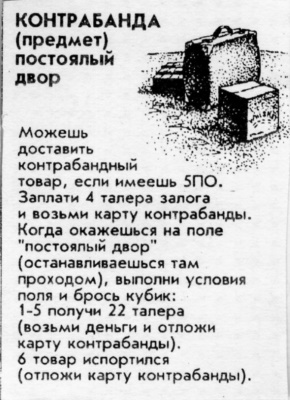 КОНТРАБАНДА
(предмет)
постоялый
двор
Можешь
доставить
контрабандный
товар, если имеешь 5ПО.
Заплати 4 талера залога
и возьми карту контрабанды.
Когда окажешься на поле
"постоялый двор"
(останавливаешься там
проходом), выполни условия
поля и брось кубик:
1-5 получи 22 талера
(возьми деньги и отложи
карту контрабанды).
6 товар испортился
(отложи карту контрабанды).